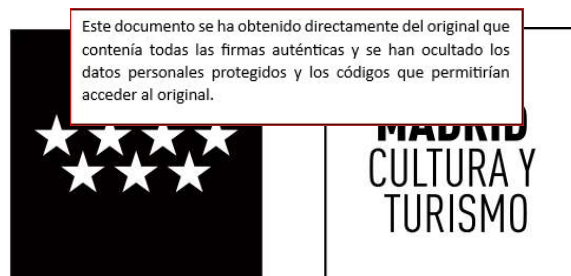 Este documento se ha obtenido directamente del original que
contenía todas las firmas auténticas y se han ocultado los
datos personales protegidos y los códigos que permitirían
acceder al original.
MADRID
CULTURA Y
TURISMO